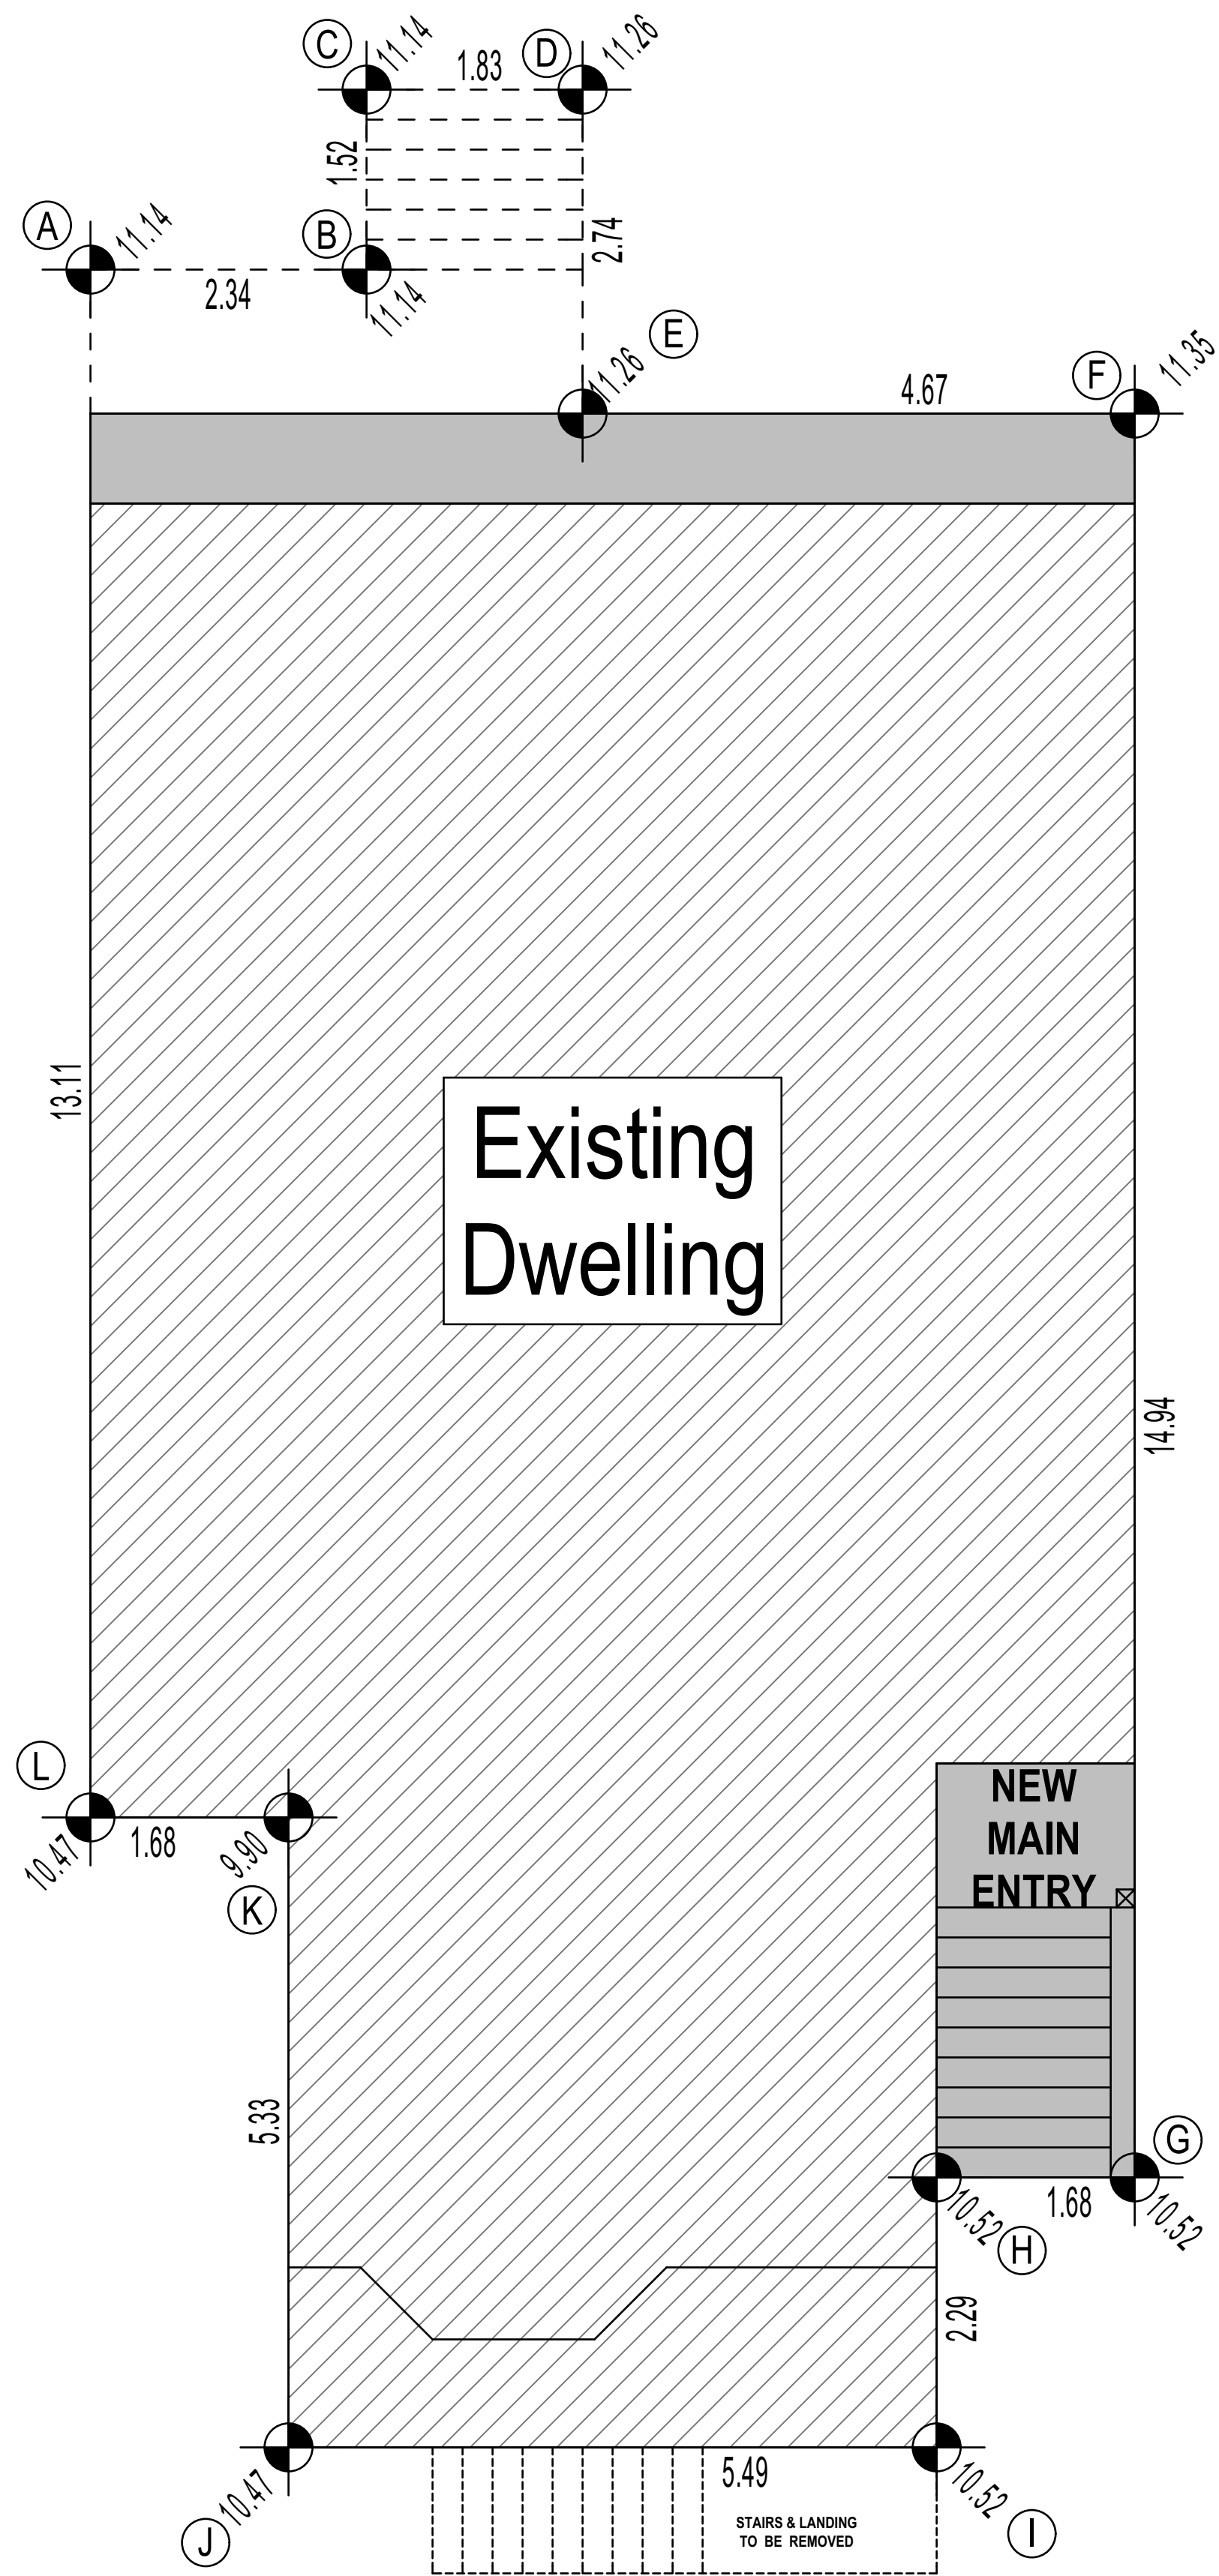 C
11.14
1.83
D
11.26
1.52
A
11.14
B
2.74
2.34
11.14
11.26
E
4.67
F
11.35
13.11
Existing
Dwelling
14.94
L
10.47
1.68
9.90
K
NEW
MAIN
ENTRY
5.33
G
10.52
H
1.68
10.52
2.29
J
10.47
5.49
10.52
I
STAIRS & LANDING
TO BE REMOVED